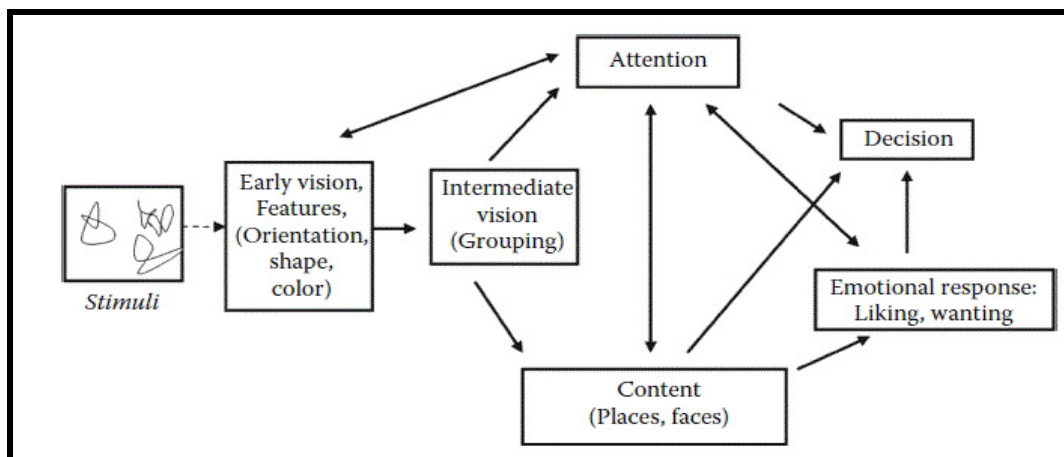 Attention
Decision
Early vision,
Features,
(Orientation,
shape,
color)
Intermediate
vision
(Grouping)
Stimuli
Emotional response:
Liking, wanting
Content
(Places, faces)